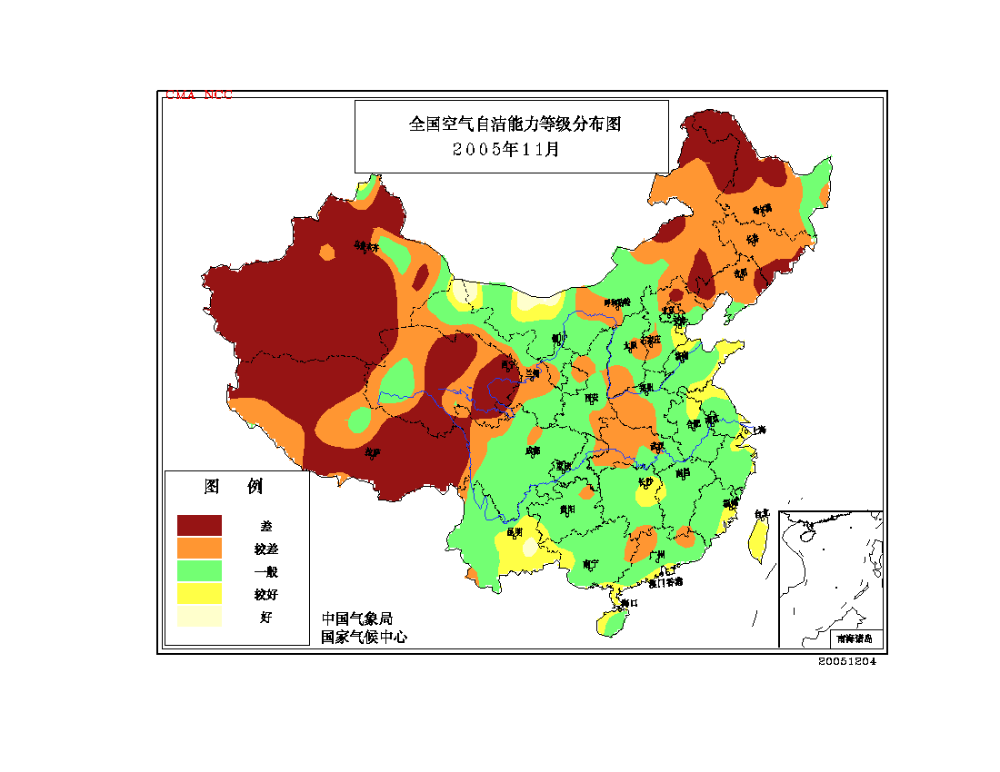 CMA NCC
全国空气自洁能力等级分布图
2005年11月
哈尔滨
长春
乌鲁木齐
沈阳
呼和浩特
北京
天津
银川
太原
石家庄
济南
西宁
兰州
郑州
西安
合肥
南京
上海
拉萨
成都
武汉
重庆
长沙
南昌
贵阳
福州
昆明
台北
南宁
广州
澳门 香港
海口
图 例
差
较差
一般
较好
好
中国气象局
国家气候中心
南海诸岛
20051204